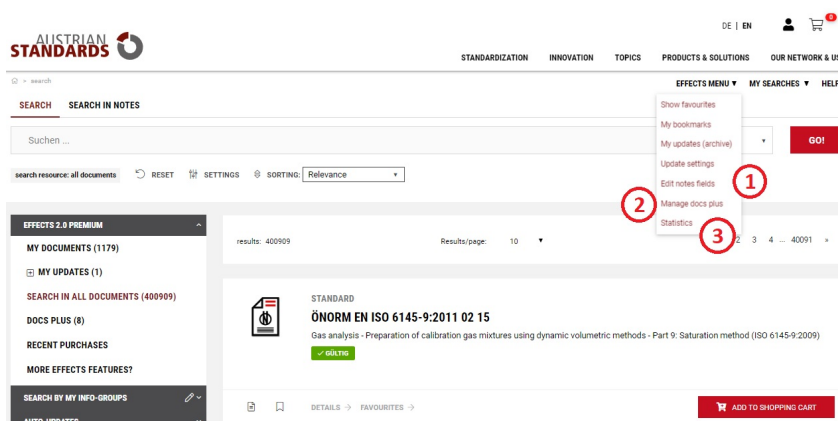 DE | EN
0
AUSTRIAN
STANDARDS
STANDARDIZATION INNOVATION TOPICS PRODUCTS & SOLUTIONS OUR NETWORK & US
» search
EFFECTS MENU ▼ MY SEARCHES ▼ HELP
SEARCH SEARCH IN NOTES
Show favourites
My bookmarks
My updates (archive)
Update settings
Edit notes fields
Manage docs plus
Statistics
1
2
3
Suchen ...
GO!
search resource: all documents RESET SETTINGS SORTING: Relevance
EFFECTS 2.0 PREMIUM
MY DOCUMENTS (1179)
MY UPDATES (1)
SEARCH IN ALL DOCUMENTS (400909)
DOCS PLUS (8)
RECENT PURCHASES
MORE EFFECTS FEATURES?
SEARCH BY MY INFO-GROUPS
AUTO-UPDATES
results: 400909 Results/page: 10 ▼ 2 3 4 ... 40091 »
STANDARD
ÖNORM EN ISO 6145-9:2011 02 15
Gas analysis - Preparation of calibration gas mixtures using dynamic volumetric methods - Part 9: Saturation method (ISO 6145-9:2009)
✓ GÜLTIG
DETAILS → FAVOURITES →
ADD TO SHOPPING CART